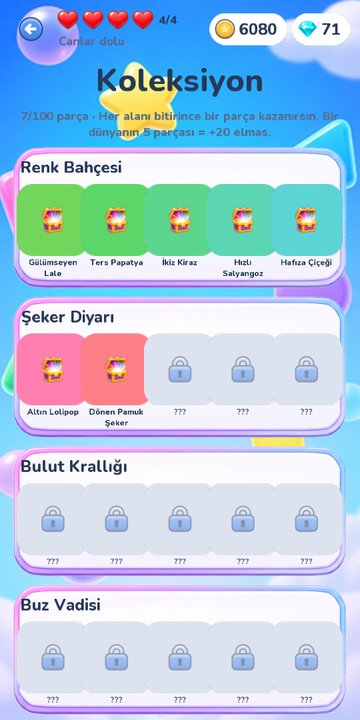 4/4
Canlar dolu
6080
71
Koleksiyon
7/100 parça · Her alanı bitirince bir parça kazanırsın. Bir
dünyanın 5 parçası = +20 elmas.
Renk Bahçesi
Gülümseyen
Lale
Ters Papatya
İkiz Kiraz
Hızlı
Salyangoz
Hafıza Çiçeği
Şeker Diyarı
Altın Lolipop
Dönen Pamuk
Şeker
???
???
???
Bulut Krallığı
???
???
???
???
???
Buz Vadisi
???
???
???
???
???